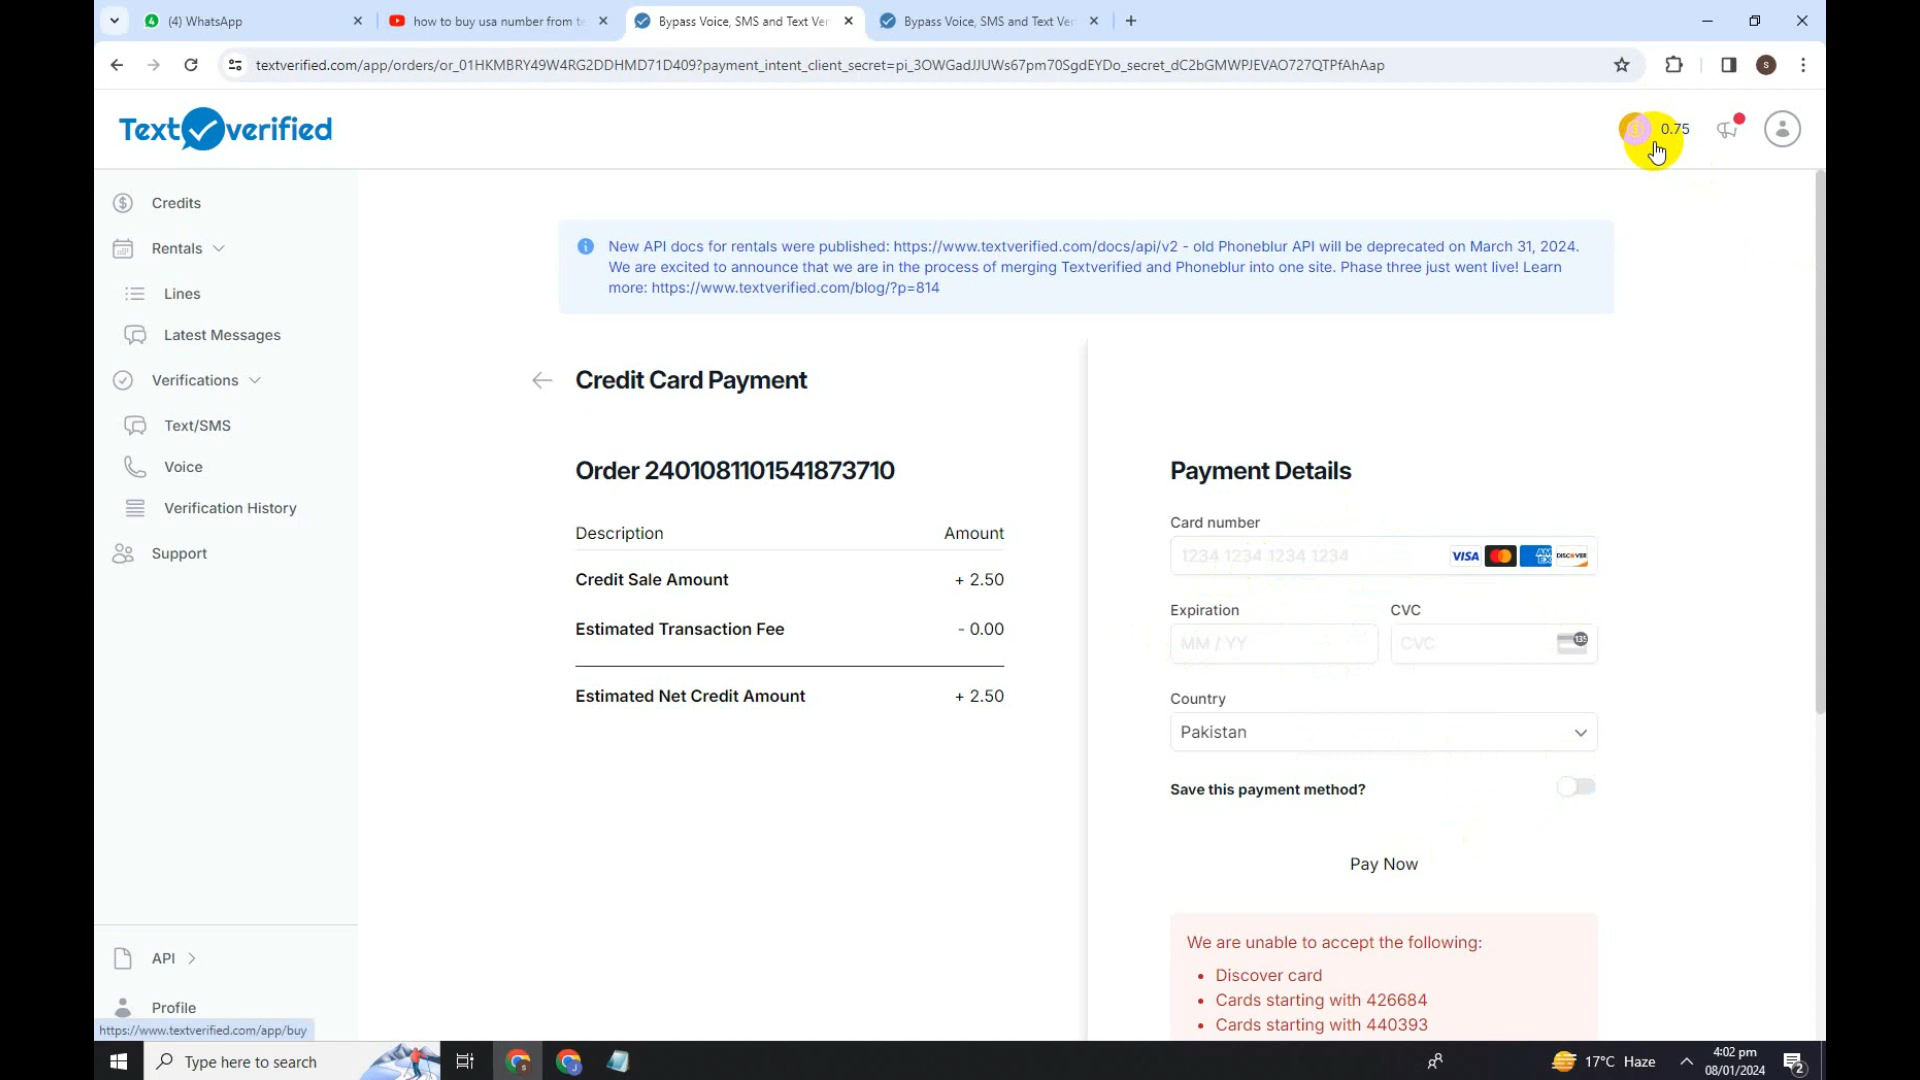 (4) WhatsApp
how to buy usa number from te
Bypass Voice, SMS and Text Ver
Bypass Voice, SMS and Text Ver
textverified.com/app/orders/or_01HKMBRY49W4RG2DDHMD71D409?payment_intent_client_secret=pi_3OWGadJJUWs67pm70SgdEYDo_secret_dC2bGMWPJEVAO727QTPfAhAap
S
Text verified
0.75
Credits
Rentals
Lines
Latest Messages
Verifications
Text/SMS
Voice
Verification History
Support
API
Profile
https://www.textverified.com/app/buy
New API docs for rentals were published: https://www.textverified.com/docs/api/v2 - old Phoneblur API will be deprecated on March 31, 2024.
We are excited to announce that we are in the process of merging Textverified and Phoneblur into one site. Phase three just went live! Learn
more: https://www.textverified.com/blog/?p=814
Credit Card Payment
Order 2401081101541873710
Description Amount
Credit Sale Amount + 2.50
Estimated Transaction Fee - 0.00
Estimated Net Credit Amount + 2.50
Payment Details
Card number
1234 1234 1234 1234 VISA AMEX DISCOVER
Expiration CVC
MM / YY CVC 135
Country
Pakistan
Save this payment method?
Pay Now
We are unable to accept the following:
• Discover card
• Cards starting with 426684
• Cards starting with 440393
Type here to search
17°C Haze
4:02 pm
08/01/2024
2